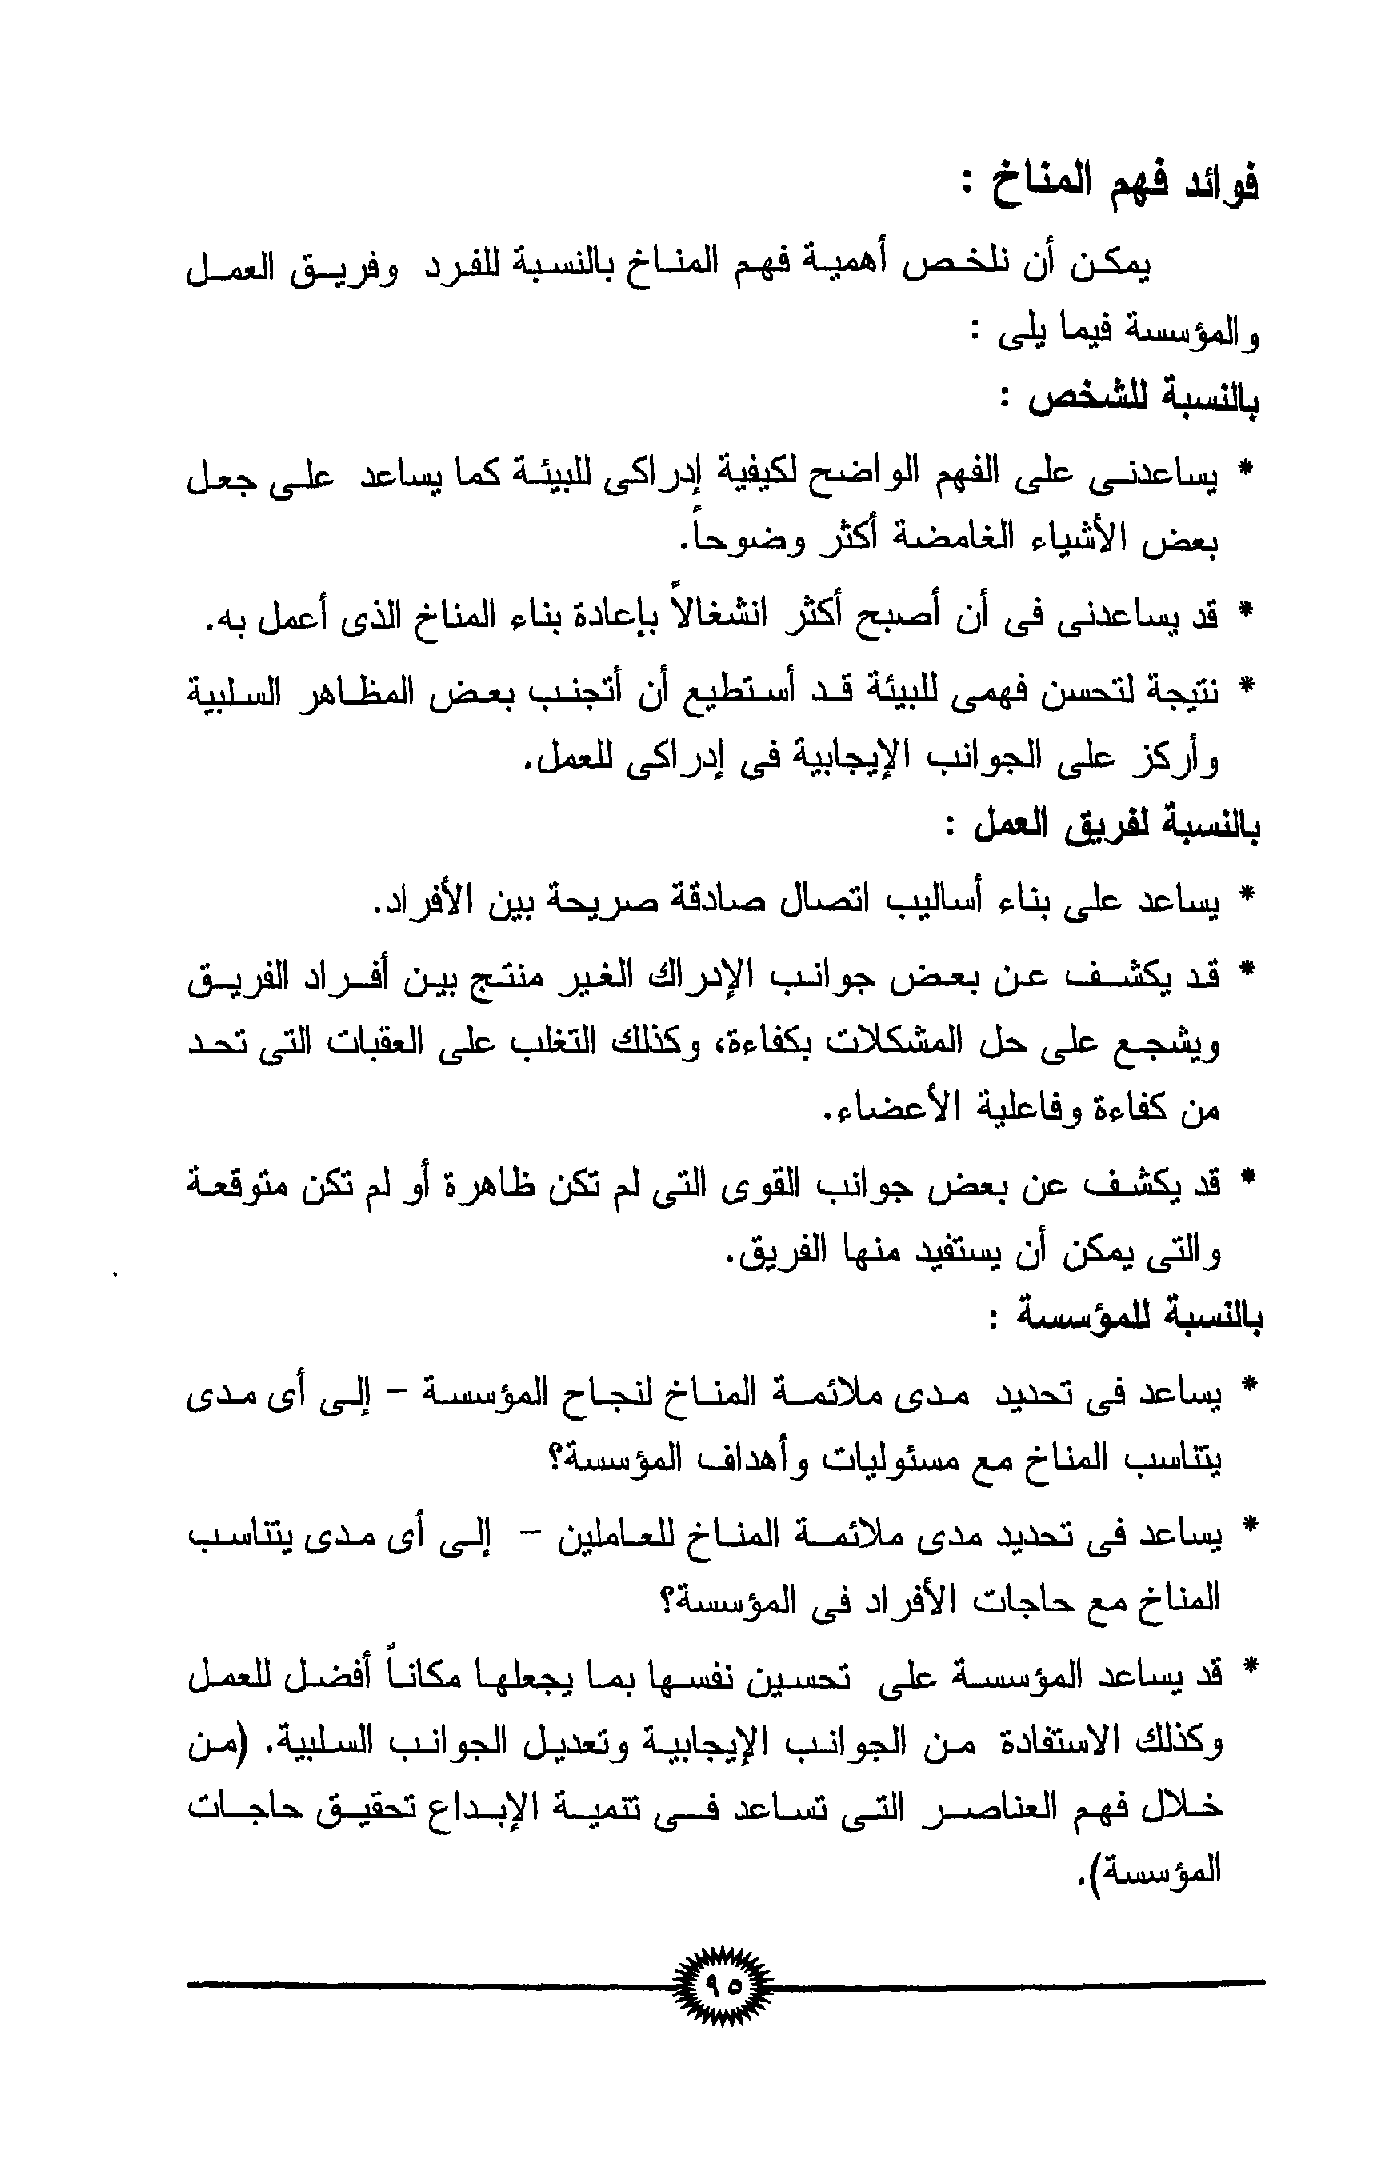 فوائد فهم المناخ :
يمكن أن نلخص أهمية فهم المناخ بالنسبة للفرد وفريق العمل
والمؤسسة فيما يلى :
بالنسبة للشخص :
* يساعدنى على الفهم الواضح لكيفية إدراكى للبيئة كما يساعد على جعل
بعض الأشياء الغامضة أكثر وضوحاً.
* قد يساعدنى فى أن أصبح أكثر انشغالاً بإعادة بناء المناخ الذى أعمل به.
* نتيجة لتحسن فهمى للبيئة قد أستطيع أن أتجنب بعض المظاهر السلبية
وأركز على الجوانب الإيجابية فى إدراكى للعمل.
بالنسبة لفريق العمل :
* يساعد على بناء أساليب اتصال صادقة صريحة بين الأفراد.
* قد يكشف عن بعض جوانب الإدراك الغير منتج بين أفراد الفريق
ويشجع على حل المشكلات بكفاءة، وكذلك التغلب على العقبات التى تحد
من كفاءة وفاعلية الأعضاء.
* قد يكشف عن بعض جوانب القوى التى لم تكن ظاهرة أو لم تكن متوقعة
والتى يمكن أن يستفيد منها الفريق.
بالنسبة للمؤسسة :
* يساعد فى تحديد مدى ملائمة المناخ لنجاح المؤسسة - إلى أى مدى
يتناسب المناخ مع مسئوليات وأهداف المؤسسة؟
* يساعد فى تحديد مدى ملائمة المناخ للعاملين - إلى أى مدى يتناسب
المناخ مع حاجات الأفراد فى المؤسسة؟
* قد يساعد المؤسسة على تحسين نفسها بما يجعلها مكاناً أفضل للعمل
وكذلك الاستفادة من الجوانب الإيجابية وتعديل الجوانب السلبية. (من
خلال فهم العناصر التى تساعد فى تنمية الإبداع تحقيق حاجات
المؤسسة).
٩٥